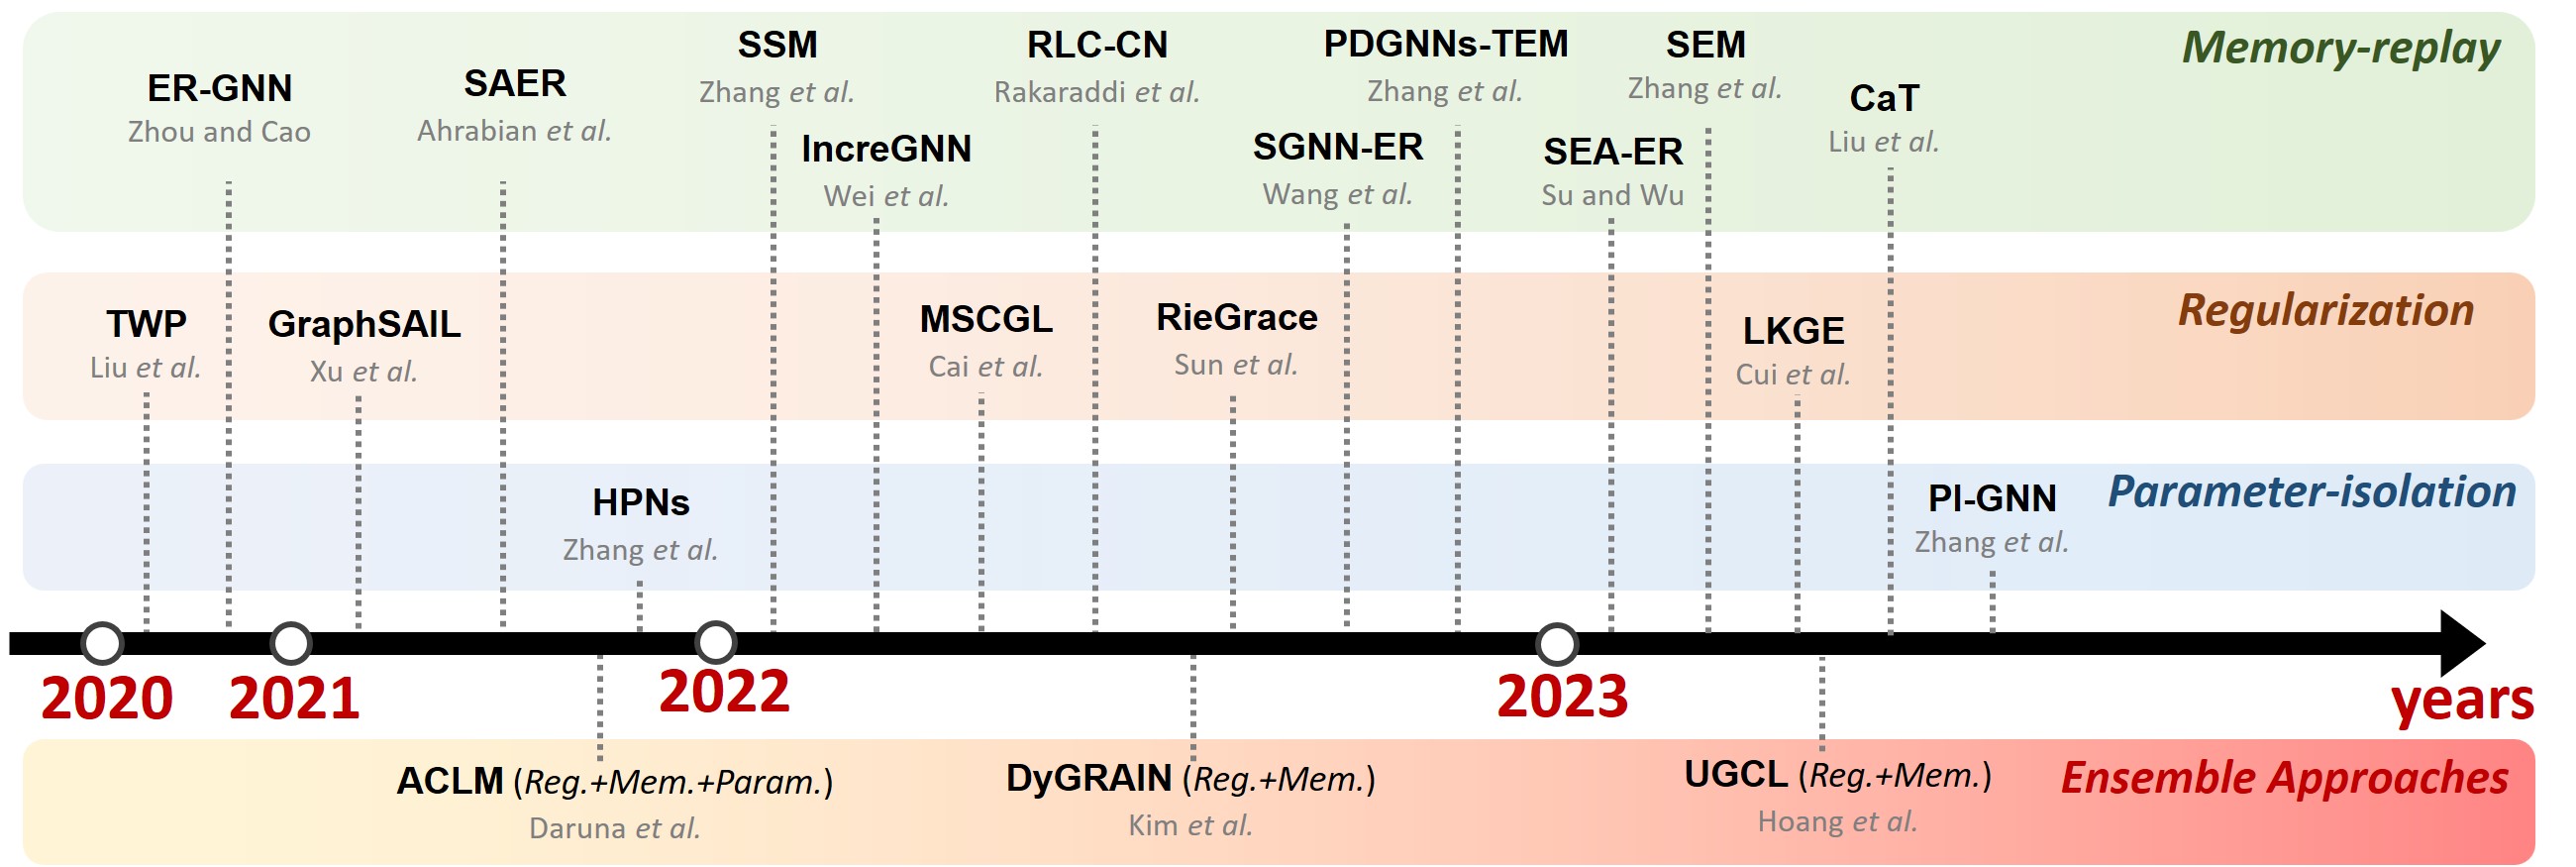 SSM
RLC-CN
PDGNNs-TEM
SEM
Memory-replay
ER-GNN
SAER
Zhang et al.
Rakaraddi et al.
Zhang et al.
Zhang et al.
CaT
Zhou and Cao
Ahrabian et al.
IncreGNN
SGNN-ER
SEA-ER
Liu et al.
Wei et al.
Wang et al.
Su and Wu
TWP
GraphSAIL
MSCGL
RieGrace
LKGE
Regularization
Liu et al.
Xu et al.
Cai et al.
Sun et al.
Cui et al.
HPNs
PI-GNN
Parameter-isolation
Zhang et al.
Zhang et al.
2020
2021
2022
2023
years
ACLM (Reg.+Mem.+Param.)
DyGRAIN (Reg.+Mem.)
UGCL (Reg.+Mem.)
Ensemble Approaches
Daruna et al.
Kim et al.
Hoang et al.